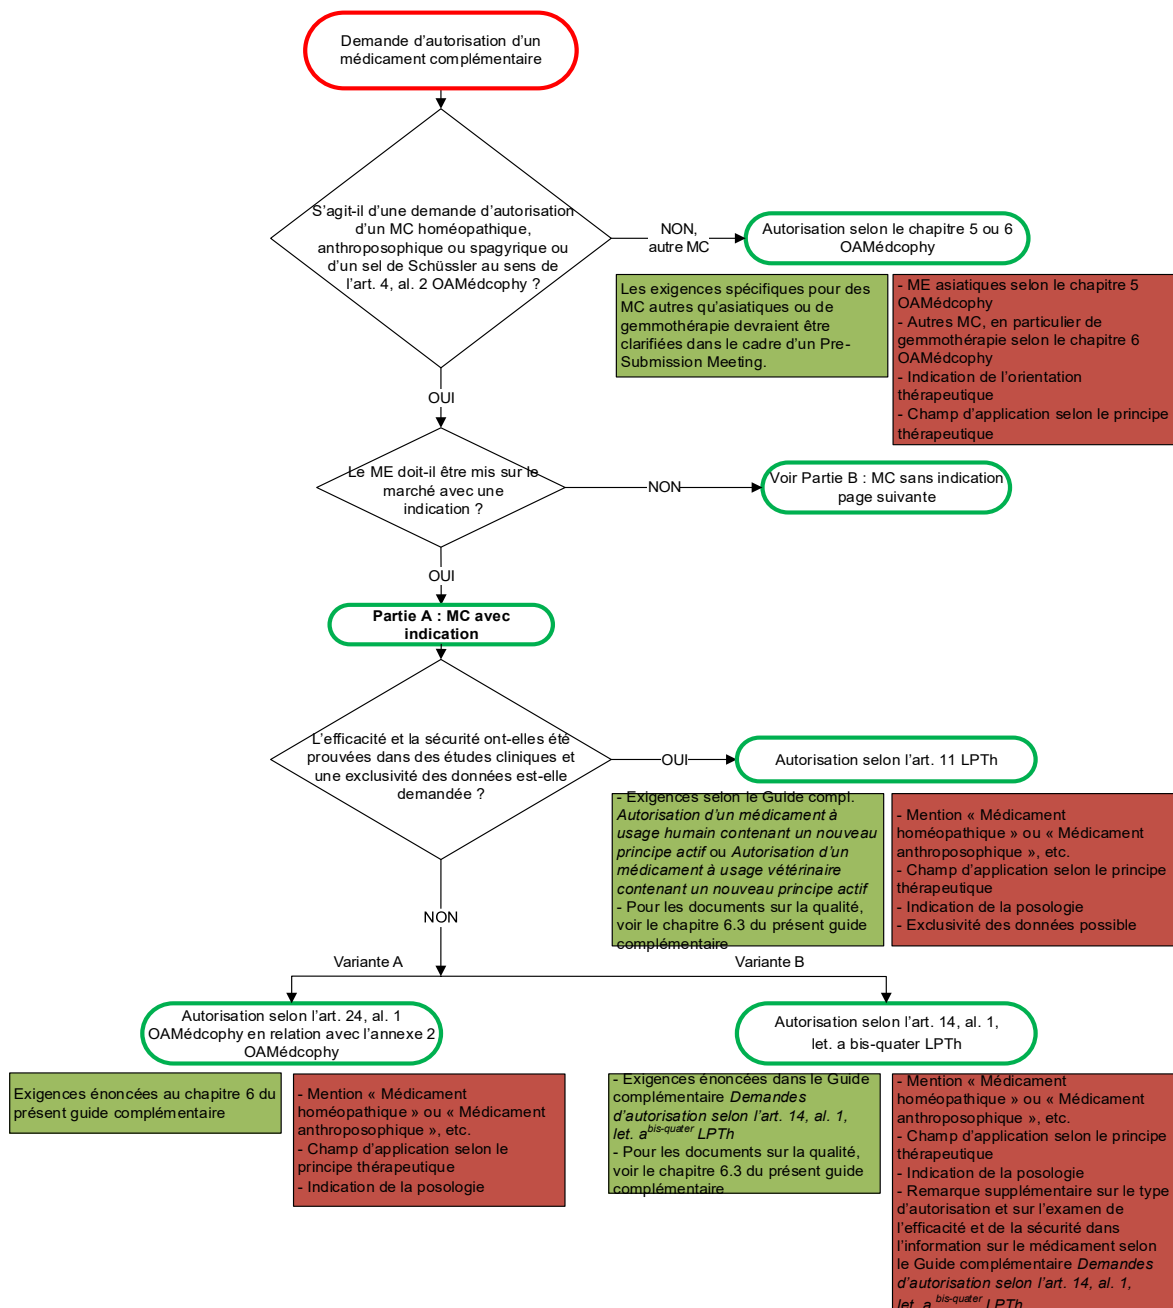 Demande d'autorisation d'un
médicament complémentaire
S'agit-il d'une demande d'autorisation
d'un MC homéopathique,
anthroposophique ou spagyrique ou
d'un sel de Schüssler au sens de
l'art. 4, al. 2 OAMédcophy ?
NON,
autre MC
Autorisation selon le chapitre 5 ou 6
OAMédcophy
Les exigences spécifiques pour des
MC autres qu'asiatiques ou de
gemmothérapie devraient être
clarifiées dans le cadre d'un Pre-
Submission Meeting.
- ME asiatiques selon le chapitre 5
OAMédcophy
- Autres MC, en particulier de
gemmothérapie selon le chapitre 6
OAMédcophy
- Indication de l'orientation
thérapeutique
- Champ d'application selon le principe
thérapeutique
OUI
Le ME doit-il être mis sur le
marché avec une
indication ?
NON
Voir Partie B : MC sans indication
page suivante
OUI
Partie A : MC avec
indication
L'efficacité et la sécurité ont-elles été
prouvées dans des études cliniques et
une exclusivité des données est-elle
demandée ?
OUI
Autorisation selon l'art. 11 LPTh
- Exigences selon le Guide compl.
Autorisation d'un médicament à
usage humain contenant un nouveau
principe actif ou Autorisation d'un
médicament à usage vétérinaire
contenant un nouveau principe actif
- Pour les documents sur la qualité,
voir le chapitre 6.3 du présent guide
complémentaire
- Mention « Médicament
homéopathique » ou « Médicament
anthroposophique », etc.
- Champ d'application selon le principe
thérapeutique
- Indication de la posologie
- Exclusivité des données possible
NON
Variante A
Variante B
Autorisation selon l'art. 24, al. 1
OAMédcophy en relation avec l'annexe 2
OAMédcophy
Autorisation selon l'art. 14, al. 1,
let. a bis-quater LPTh
Exigences énoncées au chapitre 6 du
présent guide complémentaire
- Mention « Médicament
homéopathique » ou « Médicament
anthroposophique », etc.
- Champ d'application selon le
principe thérapeutique
- Indication de la posologie
- Exigences énoncées dans le Guide
complémentaire Demandes
d'autorisation selon l'art. 14, al. 1,
let. a bis-quater LPTh
- Pour les documents sur la qualité,
voir le chapitre 6.3 du présent guide
complémentaire
- Mention « Médicament
homéopathique » ou « Médicament
anthroposophique », etc.
- Champ d'application selon le principe
thérapeutique
- Indication de la posologie
- Remarque supplémentaire sur le type
d'autorisation et sur l'examen de
l'efficacité et de la sécurité dans
l'information sur le médicament selon
le Guide complémentaire Demandes
d'autorisation selon l'art. 14, al. 1,
let. a bis-quater LPTh